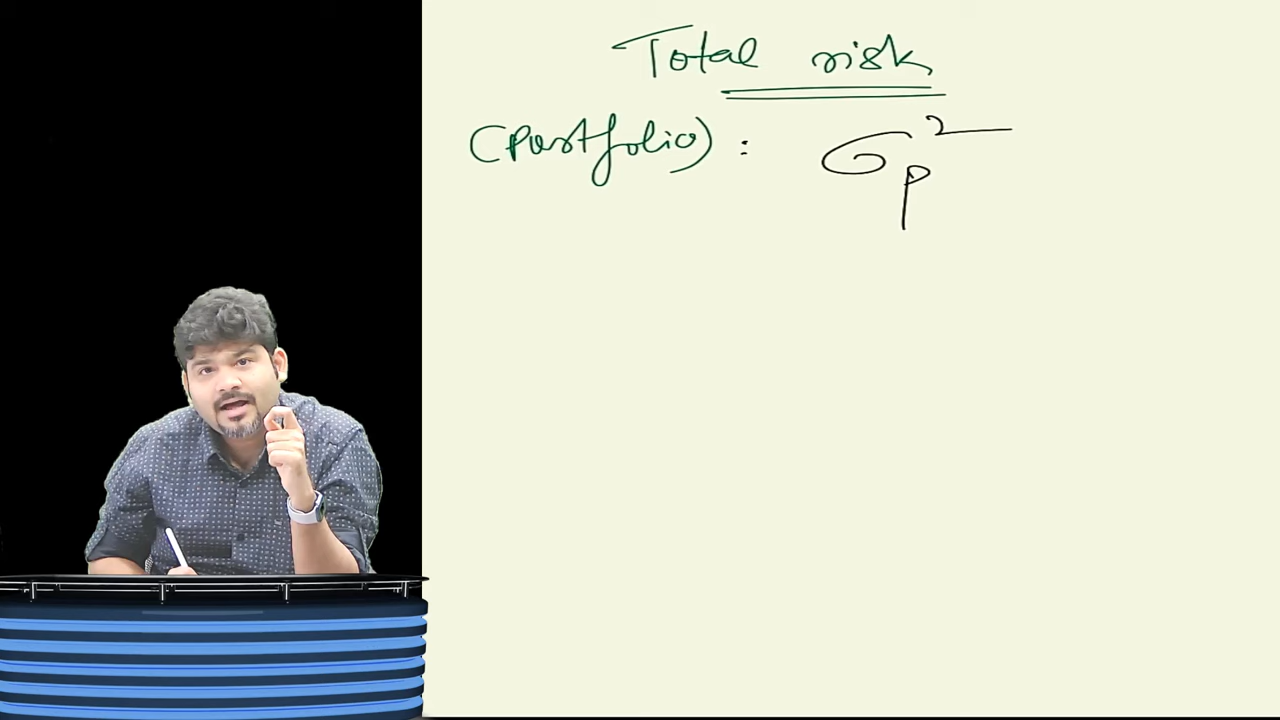 Total risk
(Portfolio) : σp²